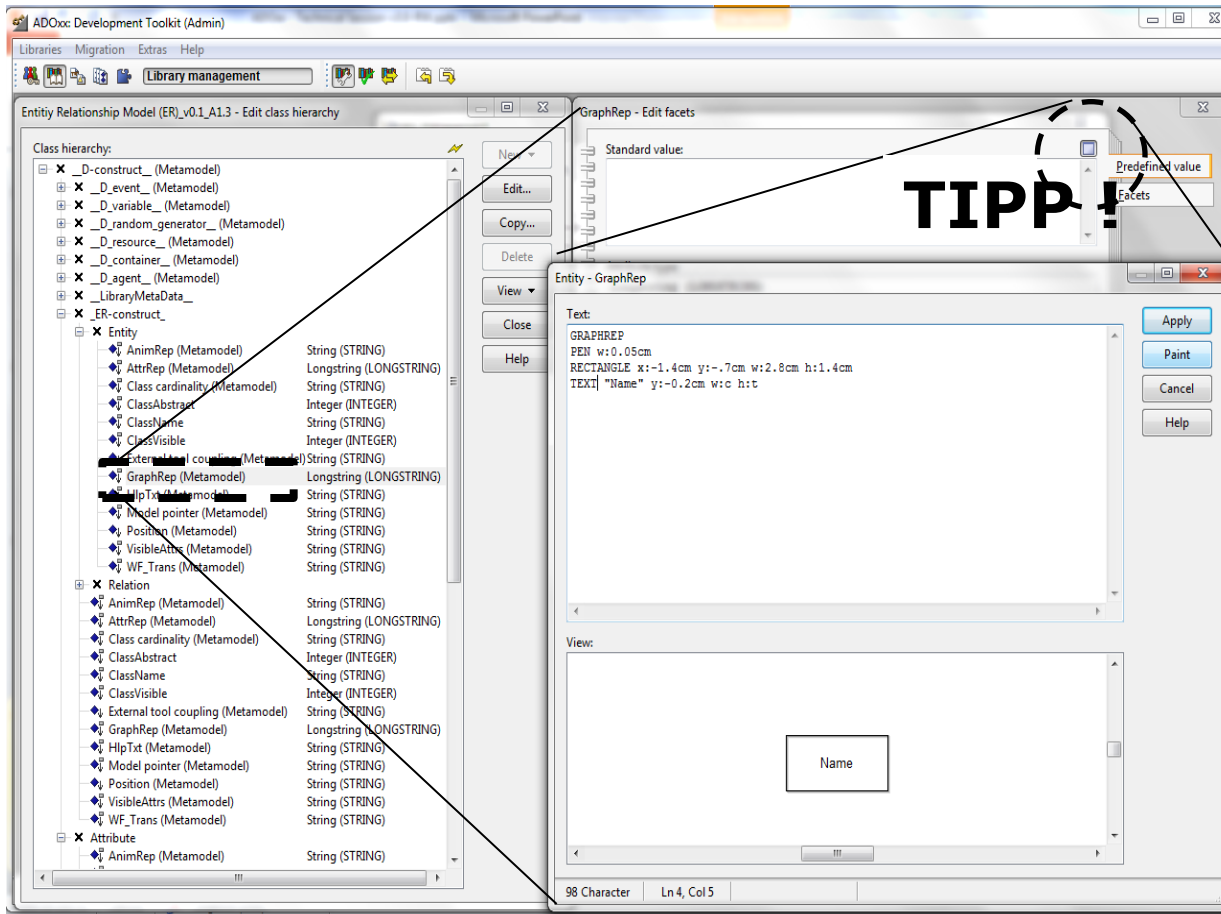 ADOxx: Development Toolkit (Admin)
Libraries Migration Extras Help
Library management
Entitiy Relationship Model (ER)_v0.1_A1.3 - Edit class hierarchy
Class hierarchy:
__D-construct__ (Metamodel)
__D_event__ (Metamodel)
__D_variable__ (Metamodel)
__D_random_generator__ (Metamodel)
__D_resource__ (Metamodel)
__D_container__ (Metamodel)
__D_agent__ (Metamodel)
__LibraryMetaData__
_ER-construct_
Entity
AnimRep (Metamodel) String (STRING)
AttrRep (Metamodel) Longstring (LONGSTRING)
Class cardinality (Metamodel) String (STRING)
ClassAbstract Integer (INTEGER)
ClassName String (STRING)
ClassVisible Integer (INTEGER)
External tool coupling (Metamodel) String (STRING)
GraphRep (Metamodel) Longstring (LONGSTRING)
HlpTxt (Metamodel) String (STRING)
Model pointer (Metamodel) String (STRING)
Position (Metamodel) String (STRING)
VisibleAttrs (Metamodel) String (STRING)
WF_Trans (Metamodel) String (STRING)
Relation
AnimRep (Metamodel) String (STRING)
AttrRep (Metamodel) Longstring (LONGSTRING)
Class cardinality (Metamodel) String (STRING)
ClassAbstract Integer (INTEGER)
ClassName String (STRING)
ClassVisible Integer (INTEGER)
External tool coupling (Metamodel) String (STRING)
GraphRep (Metamodel) Longstring (LONGSTRING)
HlpTxt (Metamodel) String (STRING)
Model pointer (Metamodel) String (STRING)
Position (Metamodel) String (STRING)
VisibleAttrs (Metamodel) String (STRING)
WF_Trans (Metamodel) String (STRING)
Attribute
AnimRep (Metamodel) String (STRING)
New
Edit...
Copy...
Delete
View
Close
Help
GraphRep - Edit facets
Standard value:
Predefined value
Facets
TIPP !
Entity - GraphRep
Text:
GRAPHREP
PEN w:0.05cm
RECTANGLE x:-1.4cm y:-.7cm w:2.8cm h:1.4cm
TEXT "Name" y:-0.2cm w:c h:t
Apply
Paint
Cancel
Help
View:
Name
98 Character Ln 4, Col 5